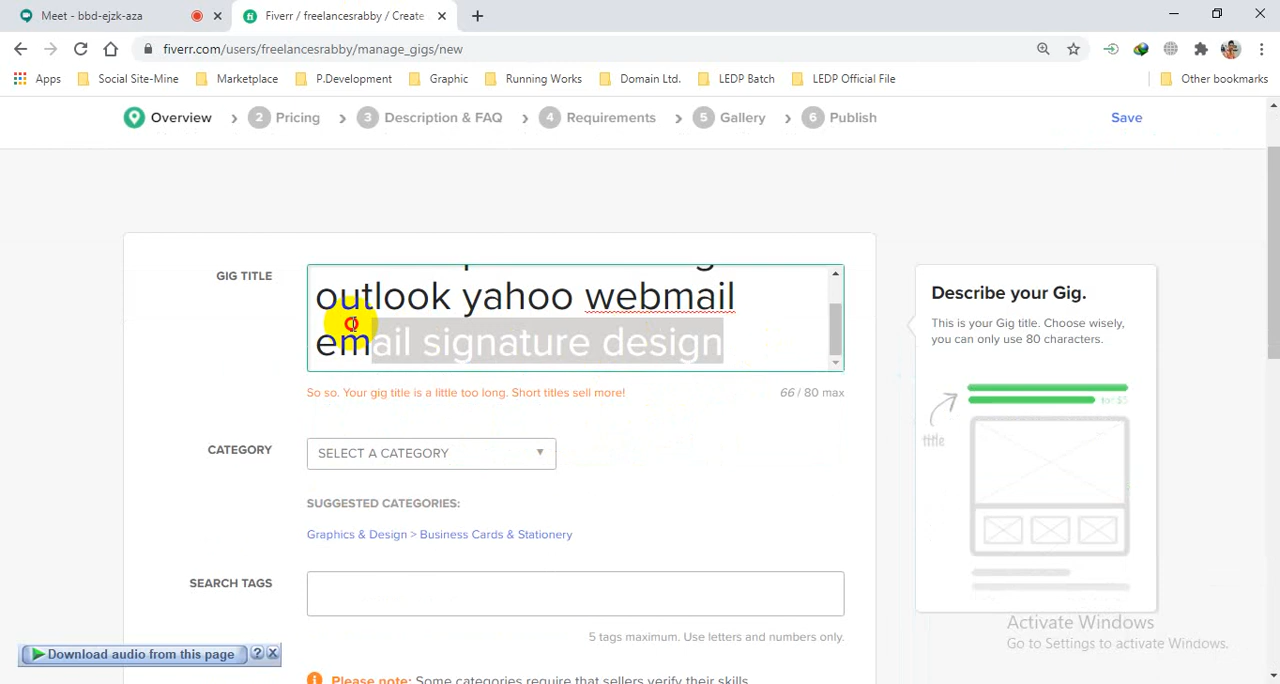 Meet - bbd-ejzk-aza
Fiverr / freelancesrabby / Create
fiverr.com/users/freelancesrabby/manage_gigs/new
Apps
Social Site-Mine
Marketplace
P.Development
Graphic
Running Works
Domain Ltd.
LEDP Batch
LEDP Official File
Other bookmarks
Overview
2 Pricing
3 Description & FAQ
4 Requirements
5 Gallery
6 Publish
Save
GIG TITLE
outlook yahoo webmail
email signature design
So so. Your gig title is a little too long. Short titles sell more!
66 / 80 max
Describe your Gig.
This is your Gig title. Choose wisely,
you can only use 80 characters.
title
for $5
CATEGORY
SELECT A CATEGORY
SUGGESTED CATEGORIES:
Graphics & Design > Business Cards & Stationery
SEARCH TAGS
5 tags maximum. Use letters and numbers only.
Please note: Some categories require that sellers verify their skills.
Download audio from this page
Activate Windows
Go to Settings to activate Windows.